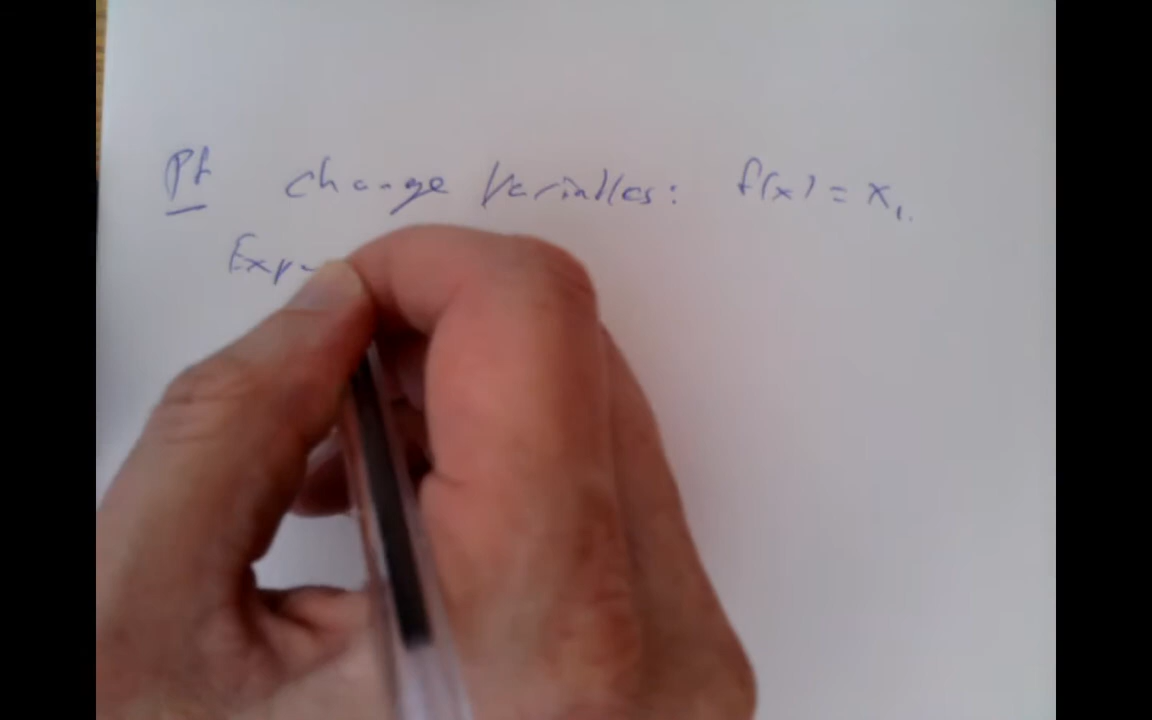 Pf change variables: f(x) = x₁.
Exp